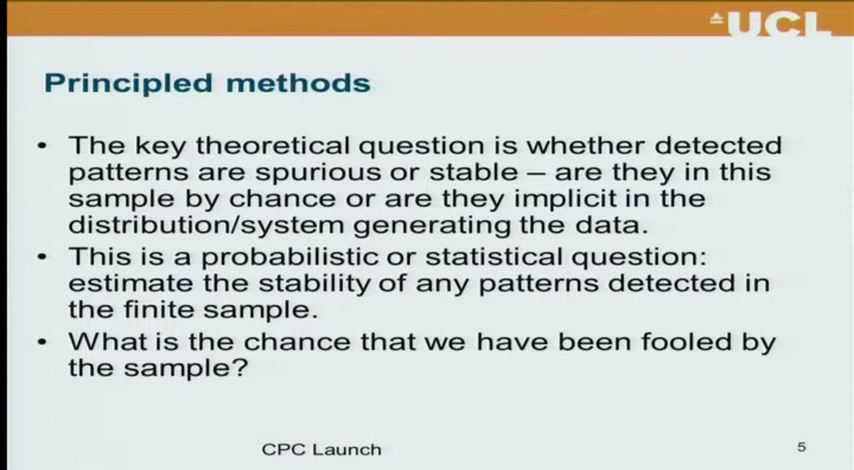 UCL
Principled methods
• The key theoretical question is whether detected
patterns are spurious or stable – are they in this
sample by chance or are they implicit in the
distribution/system generating the data.
• This is a probabilistic or statistical question:
estimate the stability of any patterns detected in
the finite sample.
• What is the chance that we have been fooled by
the sample?
CPC Launch
5